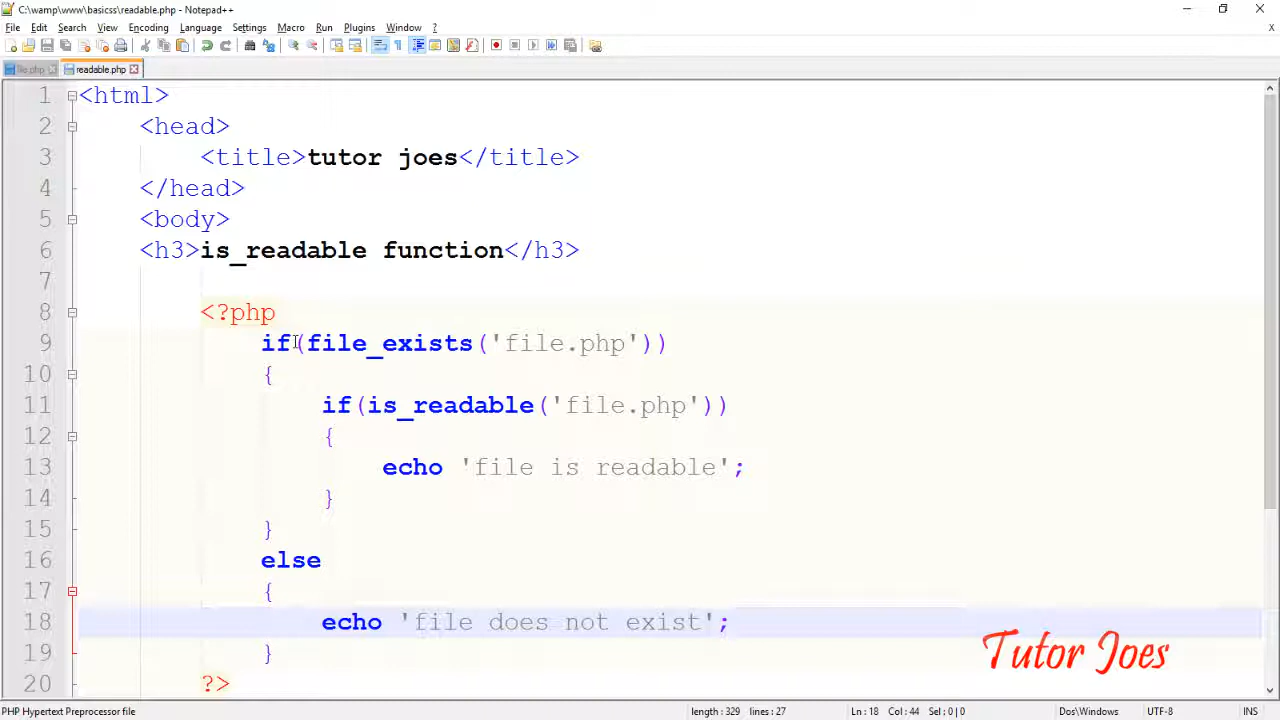 C:\wamp\www\basicss\readable.php - Notepad++
File Edit Search View Encoding Language Settings Macro Run Plugins Window ?
file.php readable.php
1 <html>
2 <head>
3 <title>tutor joes</title>
4 </head>
5 <body>
6 <h3>is_readable function</h3>
7
8 <?php
9 if(file_exists('file.php'))
10 {
11 if(is_readable('file.php'))
12 {
13 echo 'file is readable';
14 }
15 }
16 else
17 {
18 echo 'file does not exist';
19 }
20 ?>
Tutor Joes
PHP Hypertext Preprocessor file length : 329 lines : 27 Ln : 18 Col : 44 Sel : 0 | 0 Dos\Windows UTF-8 INS